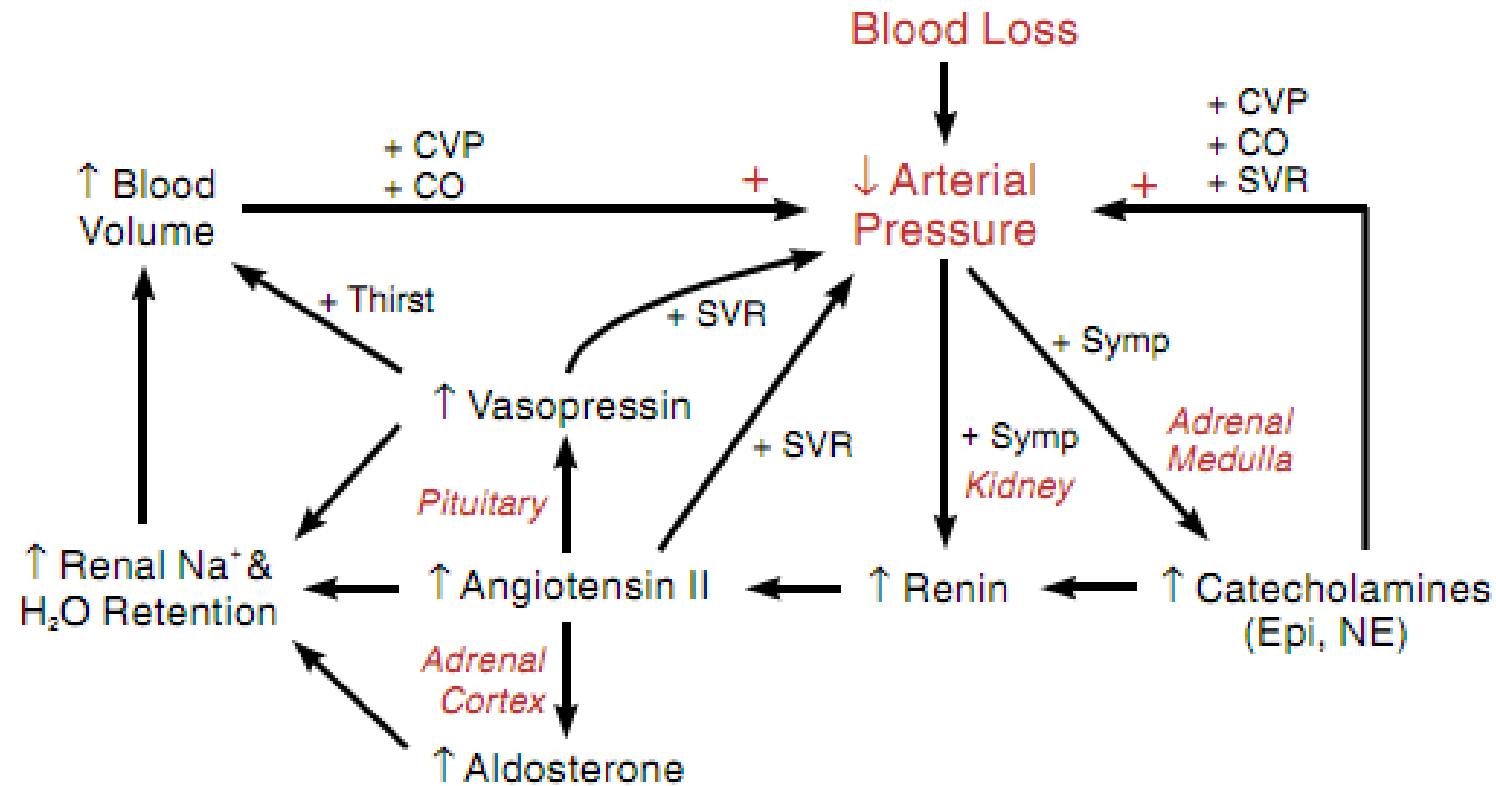 Blood Loss
+ CVP
+ CO
+ SVR
+ CVP
+ CO
+
↓ Arterial
Pressure
+
↑ Blood
Volume
+ Thirst
+ SVR
+ Symp
↑ Vasopressin
+ SVR
+ Symp
Kidney
Adrenal
Medulla
Pituitary
↑ Renal Na⁺ &
H₂O Retention
↑ Angiotensin II
↑ Renin
↑ Catecholamines
(Epi, NE)
Adrenal
Cortex
↑ Aldosterone